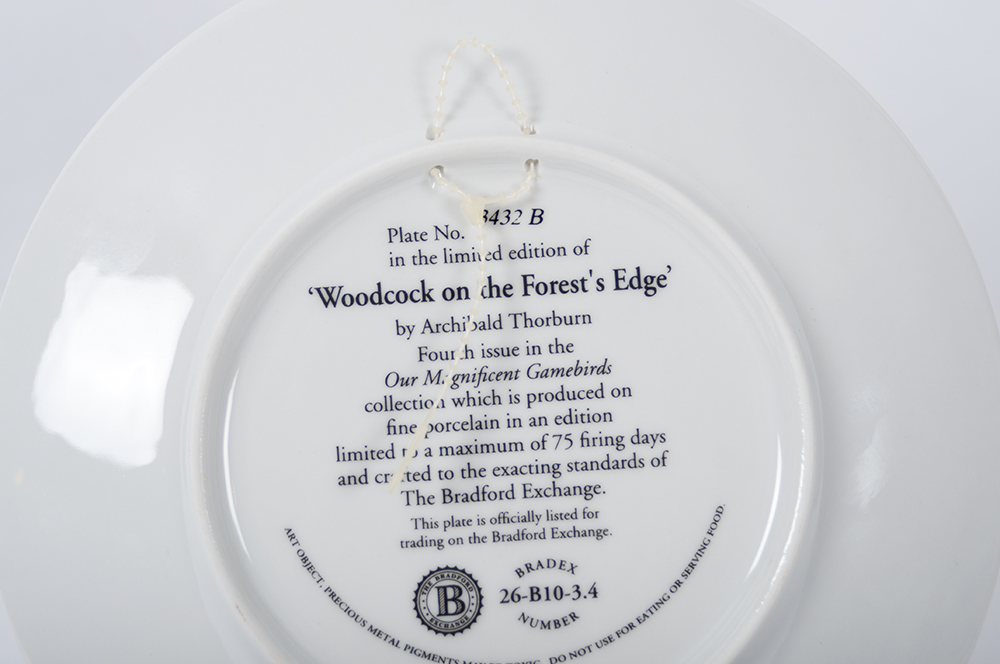 Plate No. 3432 B
in the limited edition of
‘Woodcock on the Forest's Edge’
by Archibald Thorburn
Fourth issue in the
Our Magnificent Gamebirds
collection which is produced on
fine porcelain in an edition
limited to a maximum of 75 firing days
and crafted to the exacting standards of
The Bradford Exchange.
This plate is officially listed for
trading on the Bradford Exchange.
THE BRADFORD
B
EXCHANGE
BRADEX
26-B10-3.4
NUMBER
ART OBJECT, PRECIOUS METAL PIGMENTS MAY BE TOXIC. DO NOT USE FOR EATING OR SERVING FOOD